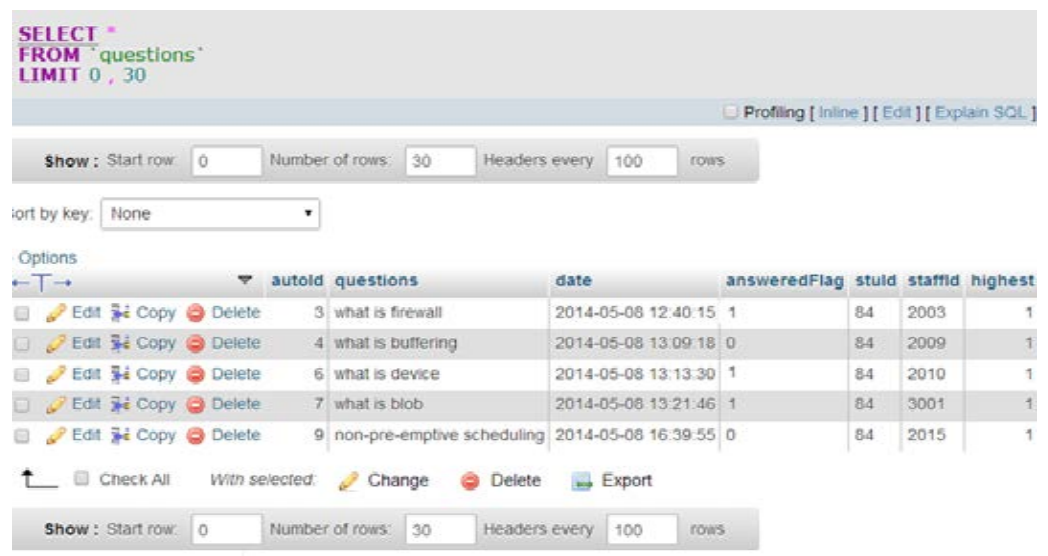 SELECT *
FROM `questions`
LIMIT 0 , 30
Profiling [ Inline ] [ Edit ] [ Explain SQL ]
Show : Start row: 0 Number of rows: 30 Headers every 100 rows
ort by key: None
Options
←T→ autoId questions date answeredFlag stuId staffId highest
Edit Copy Delete 3 what is firewall 2014-05-08 12:40:15 1 84 2003 1
Edit Copy Delete 4 what is buffering 2014-05-08 13:09:18 0 84 2009 1
Edit Copy Delete 6 what is device 2014-05-08 13:13:30 1 84 2010 1
Edit Copy Delete 7 what is blob 2014-05-08 13:21:46 1 84 3001 1
Edit Copy Delete 9 non-pre-emptive scheduling 2014-05-08 16:39:55 0 84 2015 1
Check All With selected: Change Delete Export
Show : Start row: 0 Number of rows: 30 Headers every 100 rows